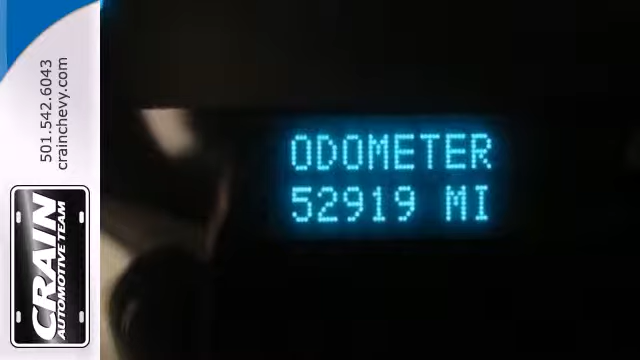 501.542.6043
crainchevy.com
CRAIN
AUTOMOTIVE TEAM
ODOMETER
52919 MI